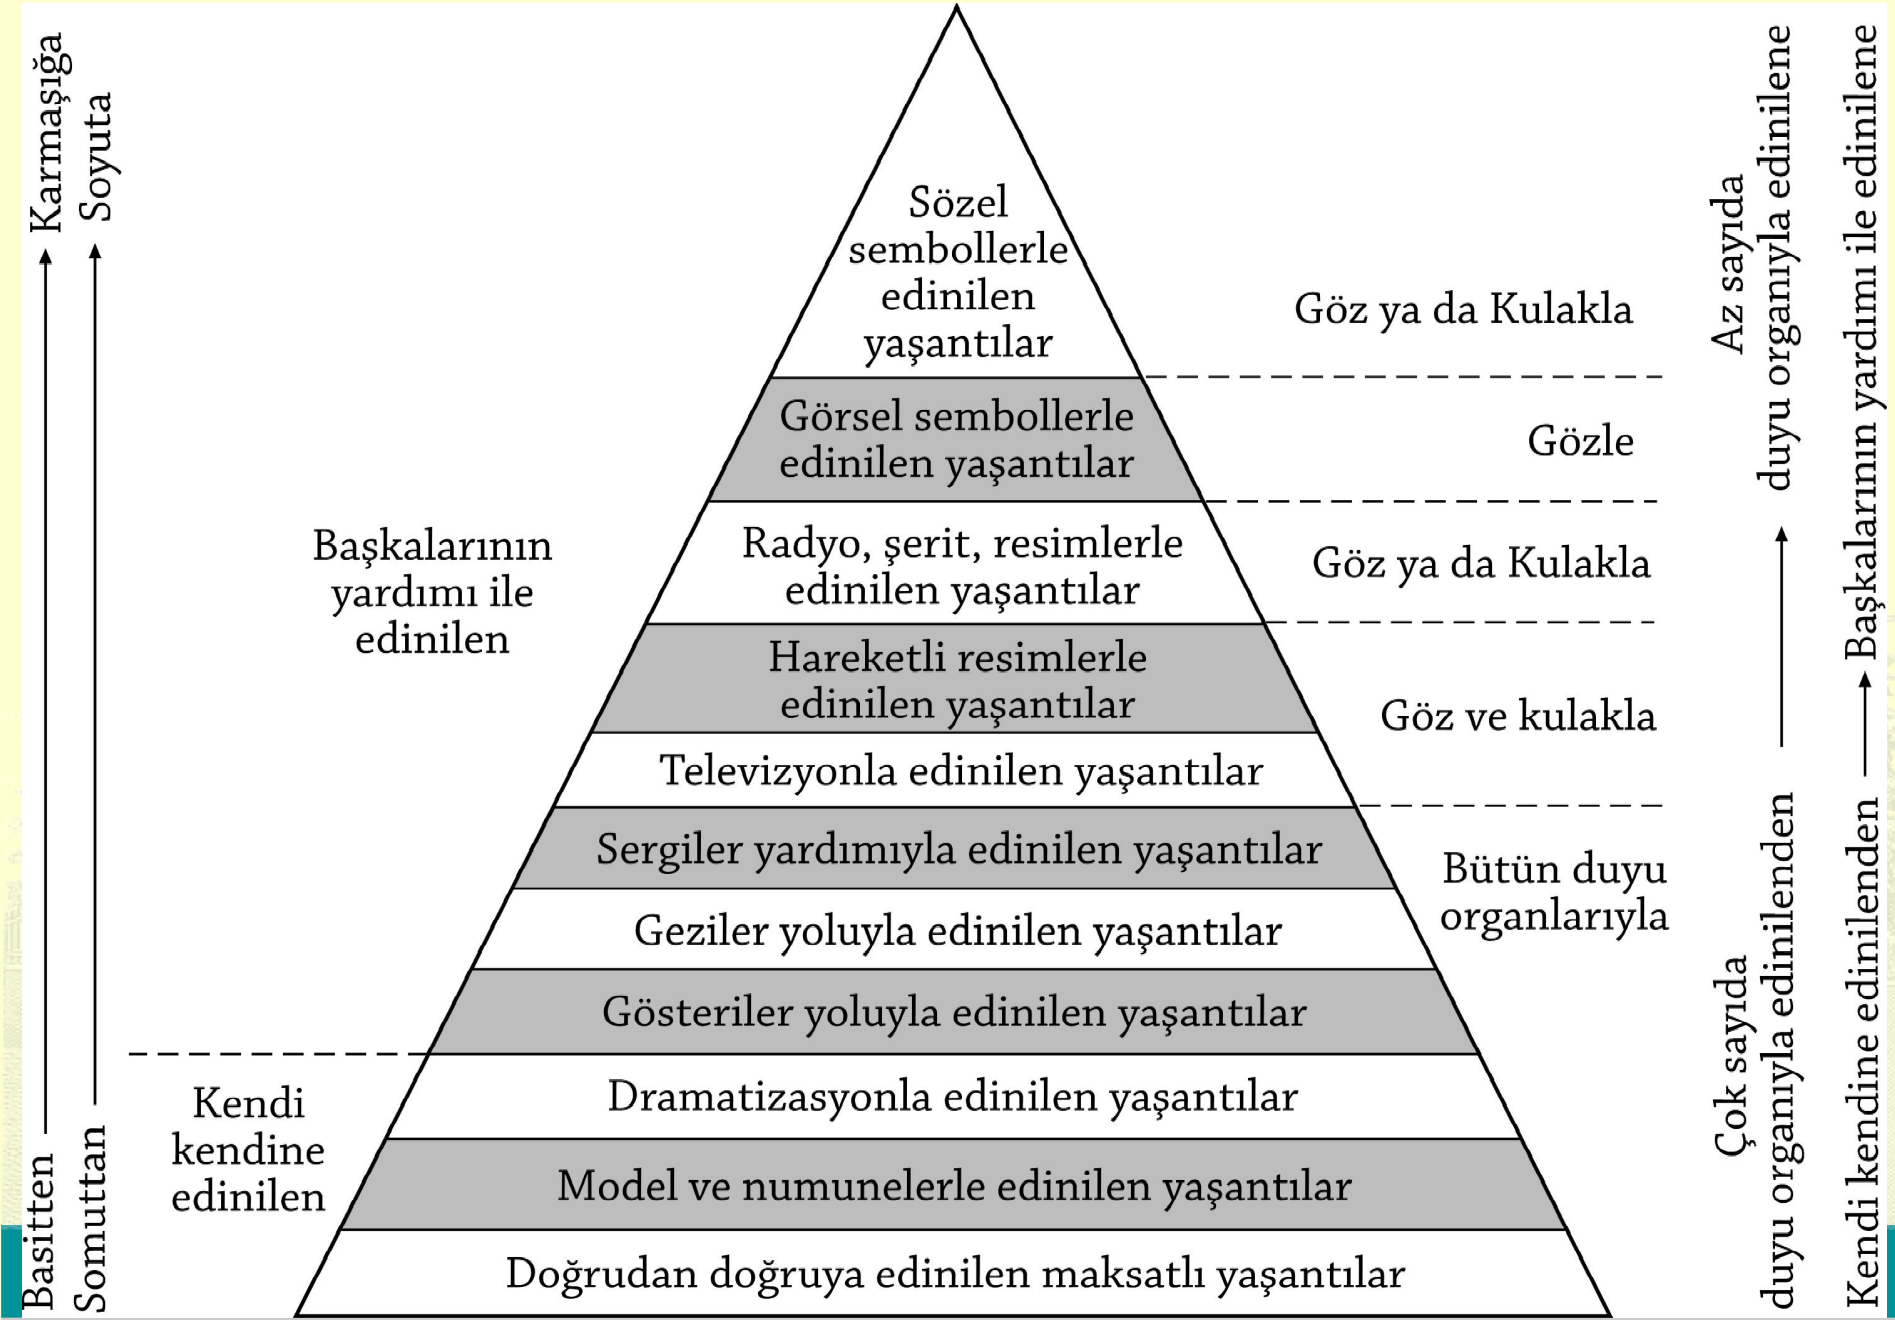 Basitten
Karmaşığa
Somuttan
Soyuta
Başkalarının
yardımı ile
edinilen
Kendi
kendine
edinilen
Sözel
sembollerle
edinilen
yaşantılar
Görsel sembollerle
edinilen yaşantılar
Radyo, şerit, resimlerle
edinilen yaşantılar
Hareketli resimlerle
edinilen yaşantılar
Televizyonla edinilen yaşantılar
Sergiler yardımıyla edinilen yaşantılar
Geziler yoluyla edinilen yaşantılar
Gösteriler yoluyla edinilen yaşantılar
Dramatizasyonla edinilen yaşantılar
Model ve numunelerle edinilen yaşantılar
Doğrudan doğruya edinilen maksatlı yaşantılar
Göz ya da Kulakla
Gözle
Göz ya da Kulakla
Göz ve kulakla
Bütün duyu
organlarıyla
Çok sayıda
duyu organıyla edinilenden
Az sayıda
duyu organıyla edinilene
Kendi kendine edinilenden
Başkalarının yardımı ile edinilene